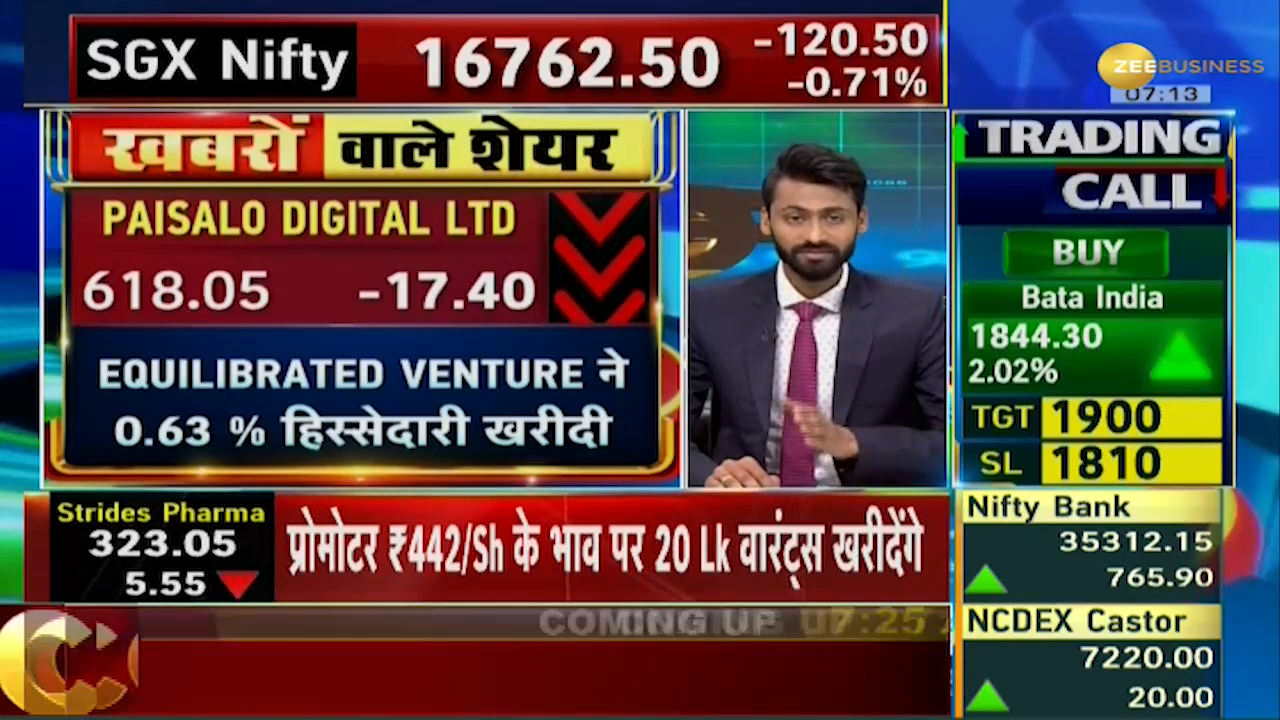 SGX Nifty 16762.50 -120.50
-0.71%
ZEEBUSINESS
07:13
खबरों वाले शेयर
PAISALO DIGITAL LTD
618.05 -17.40
EQUILIBRATED VENTURE ने
0.63 % हिस्सेदारी खरीदी
TRADING
CALL
BUY
Bata India
1844.30
2.02%
TGT 1900
SL 1810
Strides Pharma
323.05
5.55
प्रोमोटर ₹442/Sh के भाव पर 20 Lk वारंट्स खरीदेंगे
Nifty Bank
35312.15
765.90
COMING UP 07:25
NCDEX Castor
7220.00
20.00